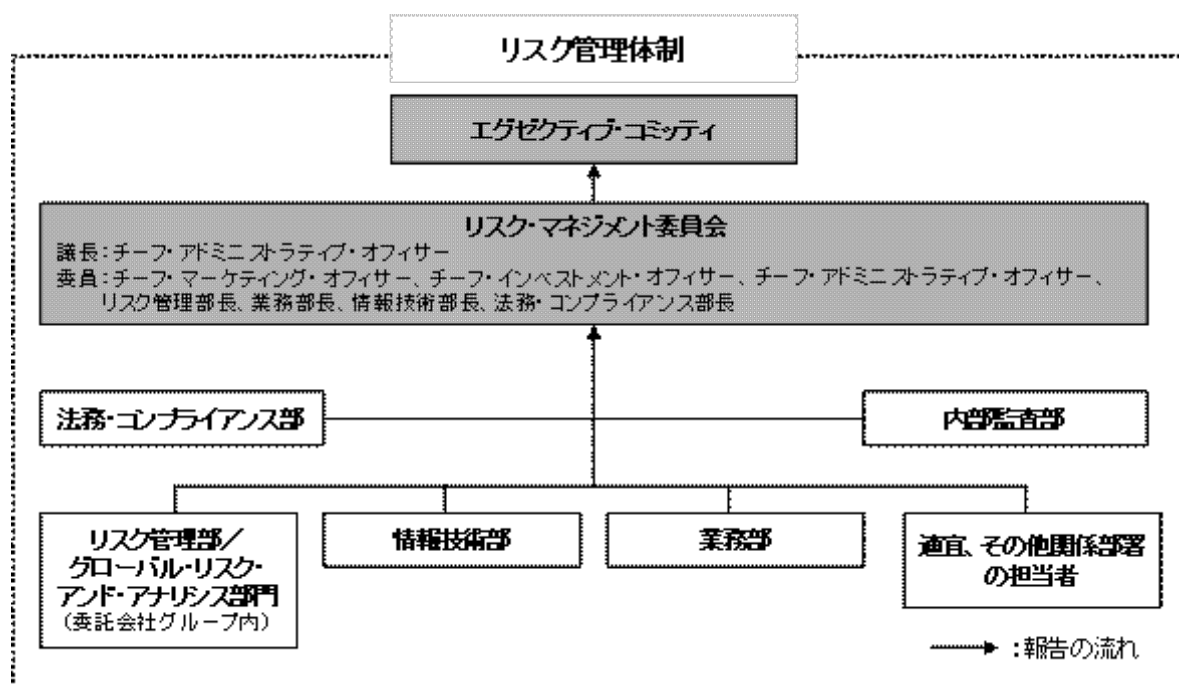 リスク管理体制
エグゼクティブ・コミッティ
リスク・マネジメント委員会
議長：チーフ・アドミニストラティブ・オフィサー
委員：チーフ・マーケティング・オフィサー、チーフ・インベストメント・オフィサー、チーフ・アドミニストラティブ・オフィサー、
リスク管理部長、業務部長、情報技術部長、法務・コンプライアンス部長
法務・コンプライアンス部
内部監査部
リスク管理部／
グローバル・リスク・
アンド・アナリシス部門
（委託会社グループ内）
情報技術部
業務部
適宜、その他関係部署
の担当者
：報告の流れ